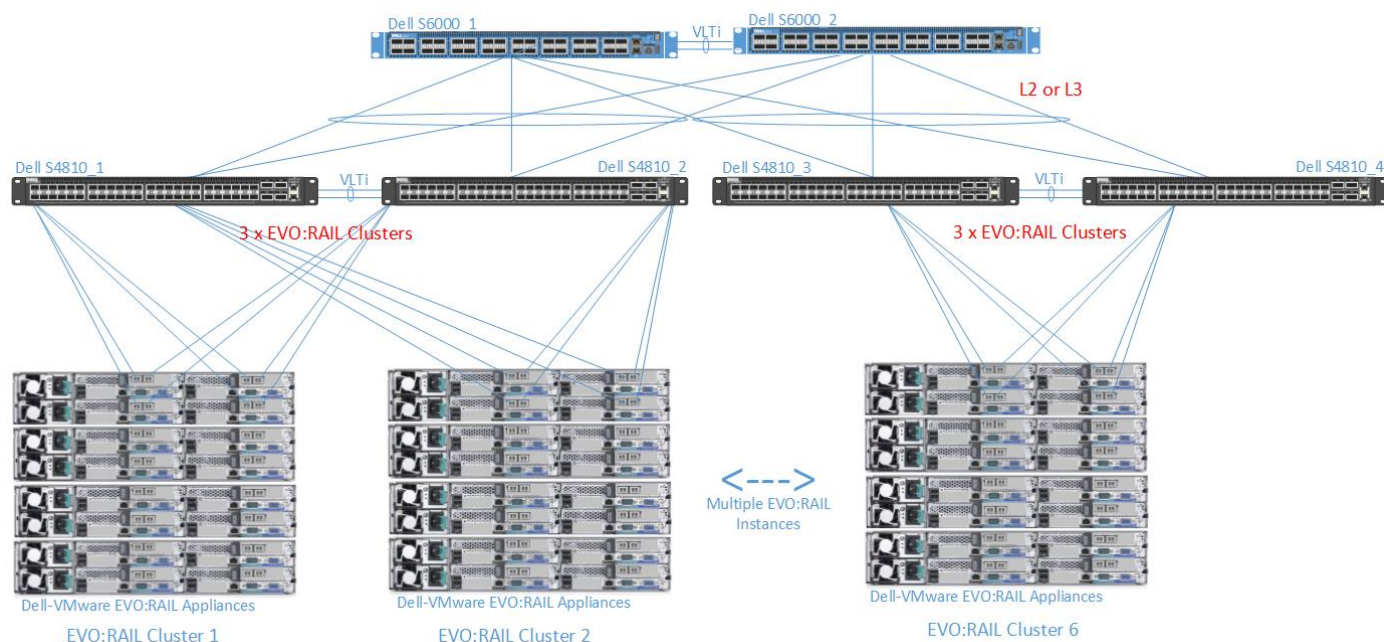 Dell S6000_1
VLTi
Dell S6000_2
L2 or L3
Dell S4810_1
VLTi
Dell S4810_2
Dell S4810_3
VLTi
Dell S4810_4
3 x EVO:RAIL Clusters
3 x EVO:RAIL Clusters
Multiple EVO:RAIL
Instances
Dell-VMware EVO:RAIL Appliances
EVO:RAIL Cluster 1
Dell-VMware EVO:RAIL Appliances
EVO:RAIL Cluster 2
Dell-VMware EVO:RAIL Appliances
EVO:RAIL Cluster 6